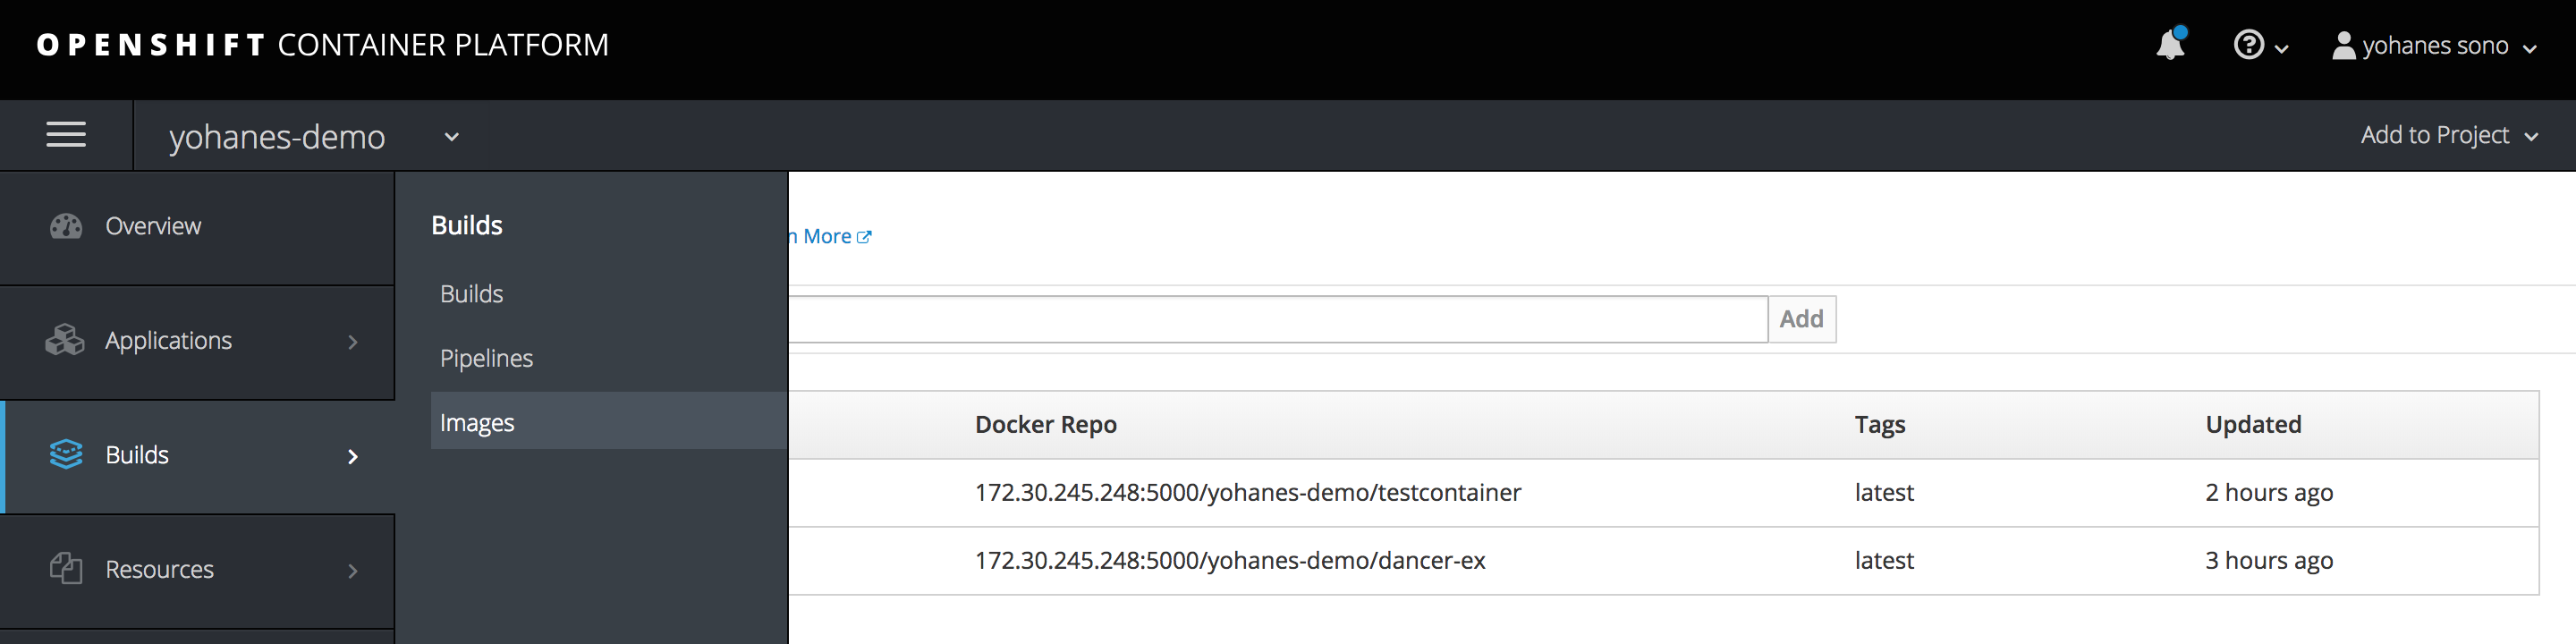 OPENSHIFT CONTAINER PLATFORM
yohanes sono
yohanes-demo
Add to Project
Overview
Applications
Builds
Resources
Builds
Builds
Pipelines
Images
n More
Add
Docker Repo Tags Updated
172.30.245.248:5000/yohanes-demo/testcontainer latest 2 hours ago
172.30.245.248:5000/yohanes-demo/dancer-ex latest 3 hours ago